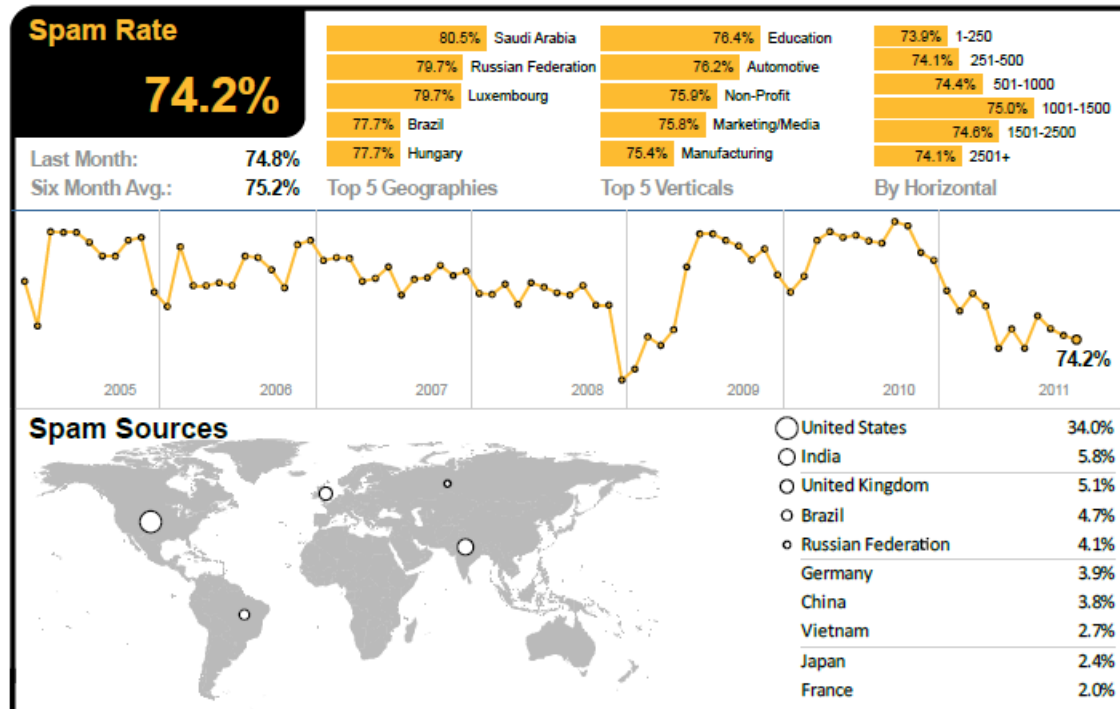 Spam Rate
74.2%
Last Month: 74.8%
Six Month Avg.: 75.2%
80.5% Saudi Arabia
79.7% Russian Federation
79.7% Luxembourg
77.7% Brazil
77.7% Hungary
Top 5 Geographies
76.4% Education
76.2% Automotive
75.9% Non-Profit
75.8% Marketing/Media
75.4% Manufacturing
Top 5 Verticals
73.9% 1-250
74.1% 251-500
74.4% 501-1000
75.0% 1001-1500
74.6% 1501-2500
74.1% 2501+
By Horizontal
74.2%
2005 2006 2007 2008 2009 2010 2011
Spam Sources
United States 34.0%
India 5.8%
United Kingdom 5.1%
Brazil 4.7%
Russian Federation 4.1%
Germany 3.9%
China 3.8%
Vietnam 2.7%
Japan 2.4%
France 2.0%